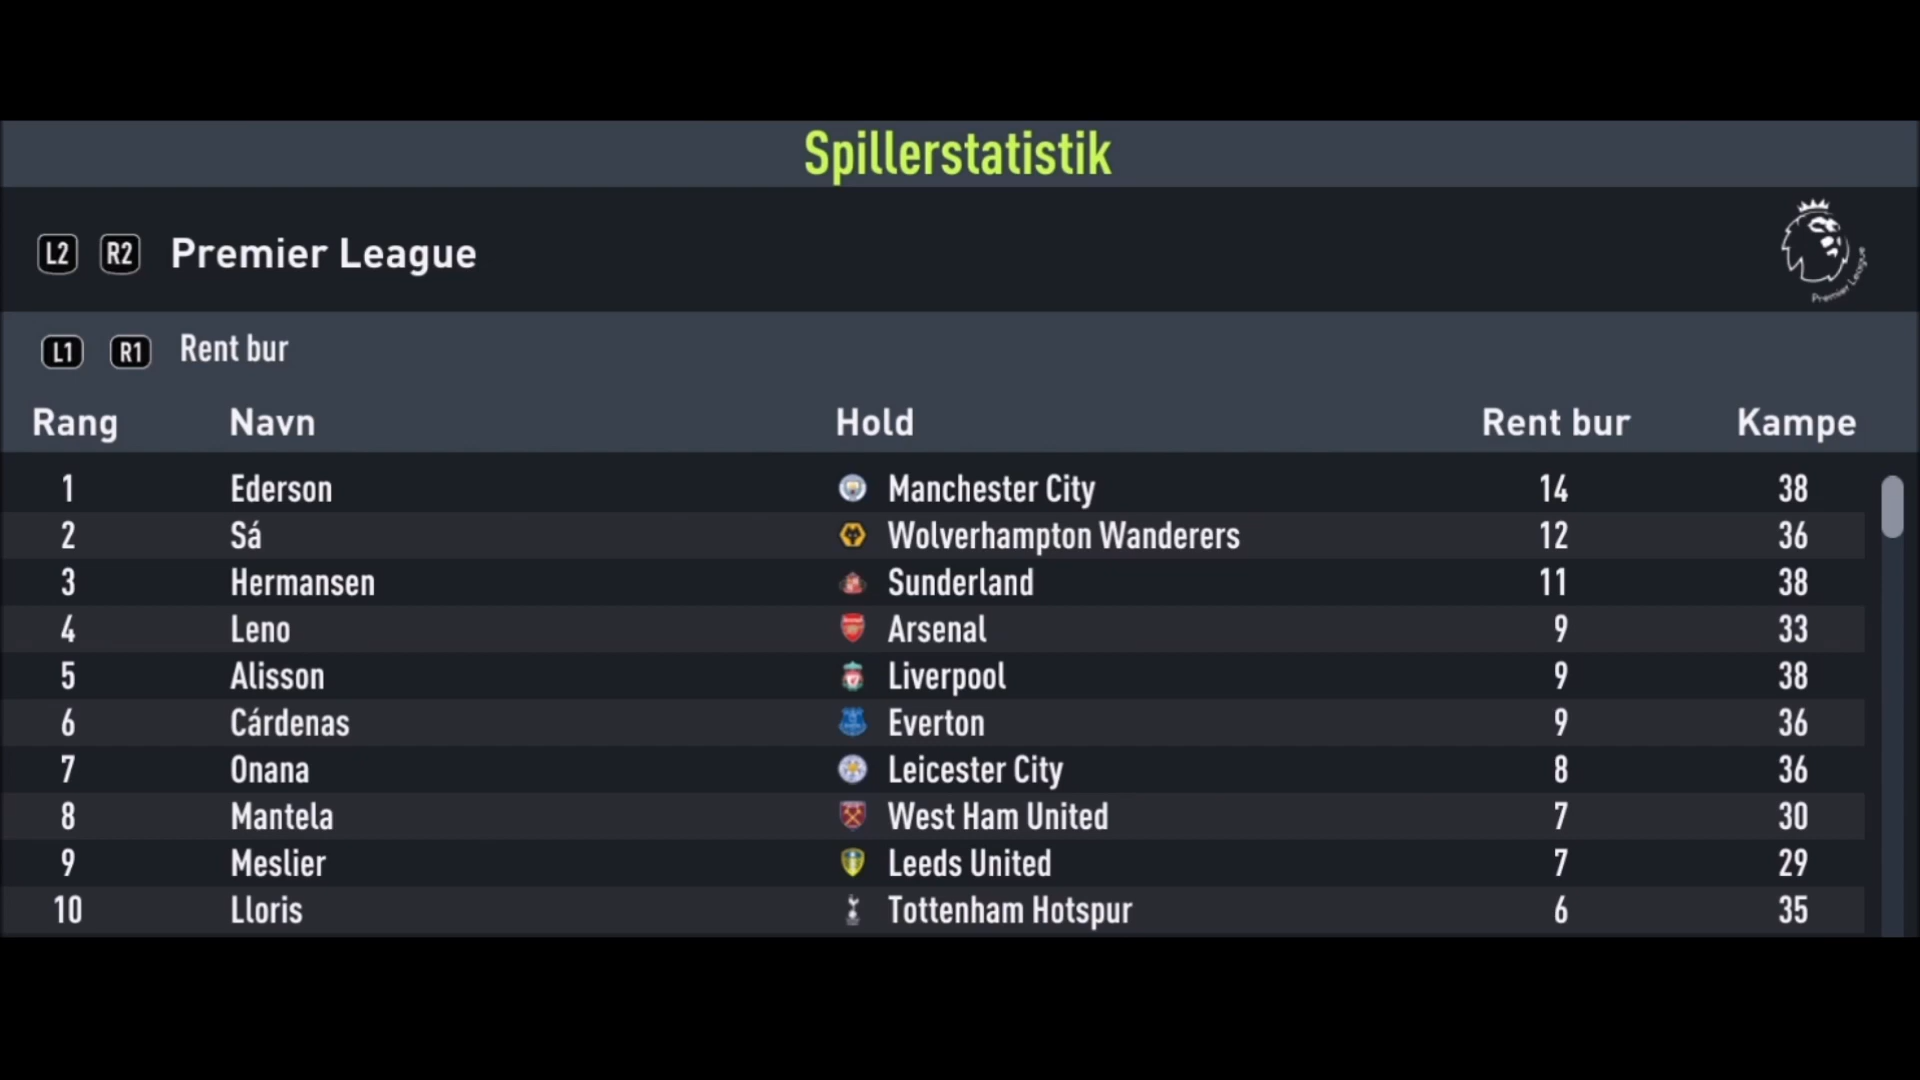 Spillerstatistik
L2 R2 Premier League
Premier League
L1 R1 Rent bur
Rang Navn Hold Rent bur Kampe
1 Ederson Manchester City 14 38
2 Sá Wolverhampton Wanderers 12 36
3 Hermansen Sunderland 11 38
4 Leno Arsenal 9 33
5 Alisson Liverpool 9 38
6 Cárdenas Everton 9 36
7 Onana Leicester City 8 36
8 Mantela West Ham United 7 30
9 Meslier Leeds United 7 29
10 Lloris Tottenham Hotspur 6 35